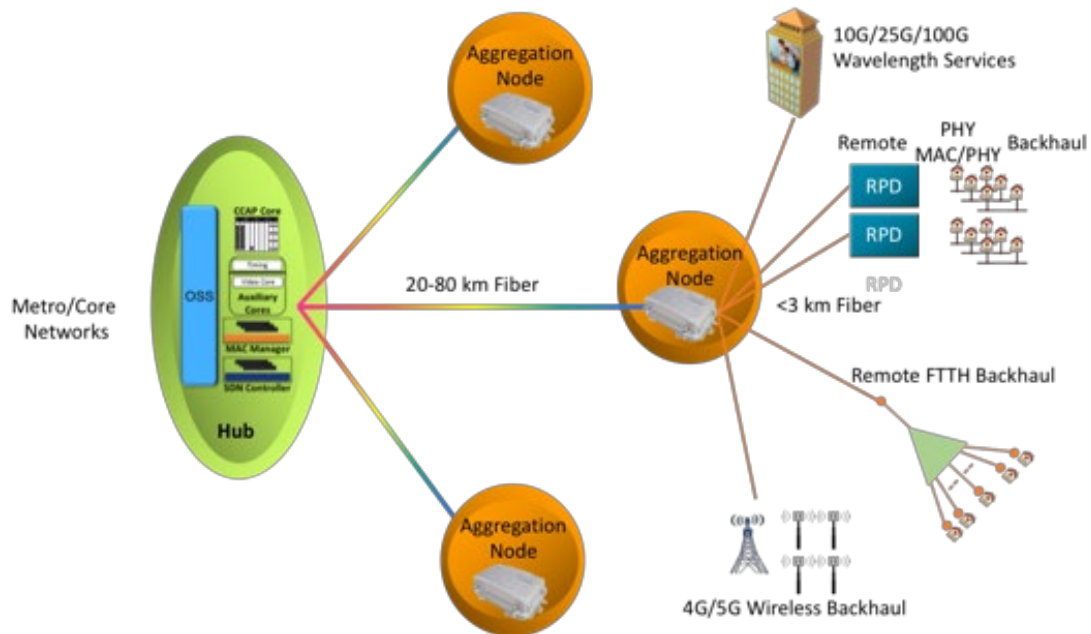 Aggregation
Node
10G/25G/100G
Wavelength Services
PHY
Remote MAC/PHY Backhaul
RPD
RPD
RPD
<3 km Fiber
CCAP Core
Timing
Video Core
Auxiliary
Cores
MAC Manager
SDN Controller
OSS
Hub
Metro/Core
Networks
20-80 km Fiber
Aggregation
Node
Remote FTTH Backhaul
Aggregation
Node
4G/5G Wireless Backhaul